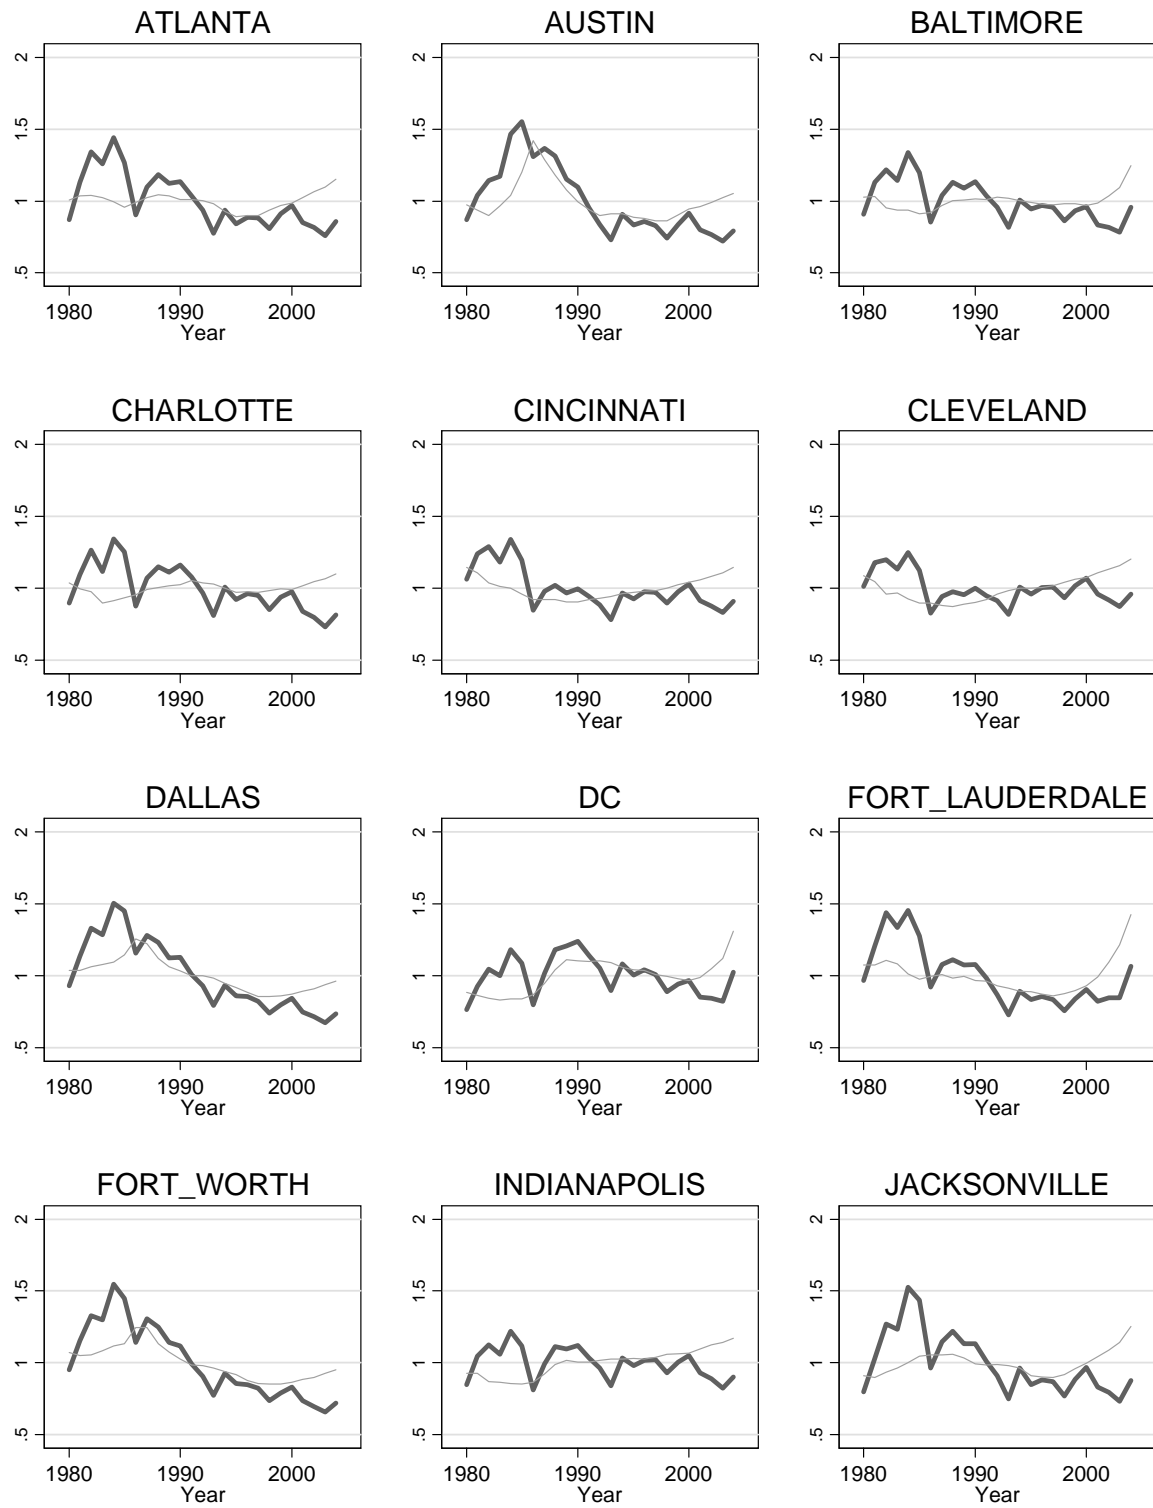 ATLANTA AUSTIN BALTIMORE
2 2 2
1.5 1.5 1.5
1 1 1
.5 .5 .5
1980 1990 2000 1980 1990 2000 1980 1990 2000
Year Year Year
CHARLOTTE CINCINNATI CLEVELAND
2 2 2
1.5 1.5 1.5
1 1 1
.5 .5 .5
1980 1990 2000 1980 1990 2000 1980 1990 2000
Year Year Year
DALLAS DC FORT_LAUDERDALE
2 2 2
1.5 1.5 1.5
1 1 1
.5 .5 .5
1980 1990 2000 1980 1990 2000 1980 1990 2000
Year Year Year
FORT_WORTH INDIANAPOLIS JACKSONVILLE
2 2 2
1.5 1.5 1.5
1 1 1
.5 .5 .5
1980 1990 2000 1980 1990 2000 1980 1990 2000
Year Year Year